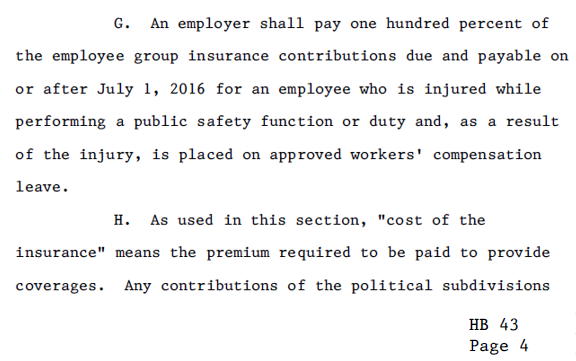 G. An employer shall pay one hundred percent of
the employee group insurance contributions due and payable on
or after July 1, 2016 for an employee who is injured while
performing a public safety function or duty and, as a result
of the injury, is placed on approved workers' compensation
leave.
H. As used in this section, "cost of the
insurance" means the premium required to be paid to provide
coverages. Any contributions of the political subdivisions
HB 43
Page 4